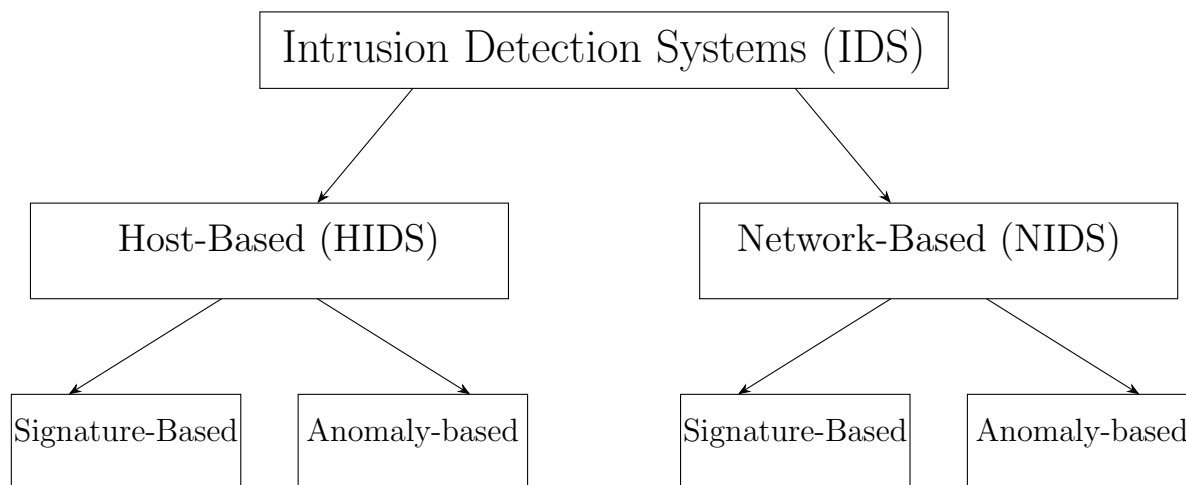 Intrusion Detection Systems (IDS)
Host-Based (HIDS)
Network-Based (NIDS)
Signature-Based
Anomaly-based
Signature-Based
Anomaly-based